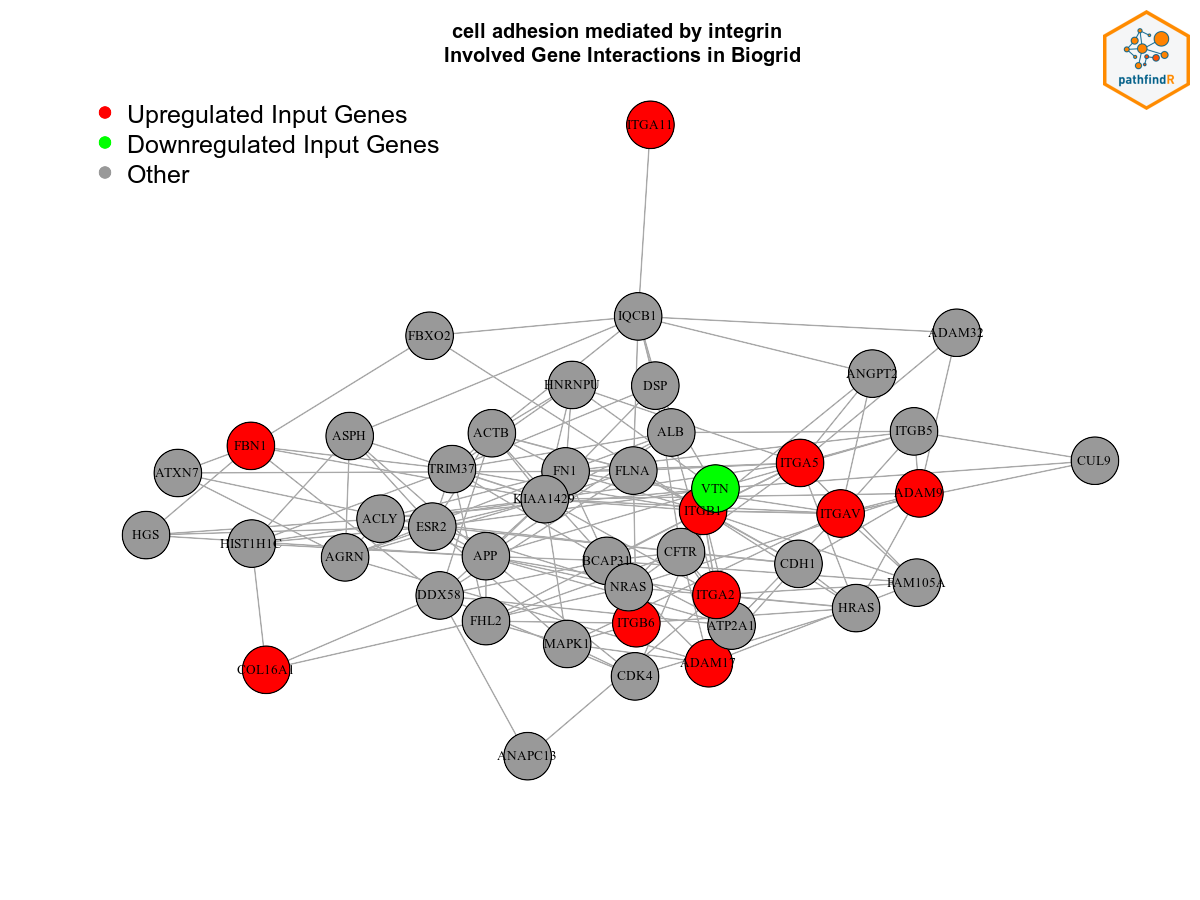 cell adhesion mediated by integrin
Involved Gene Interactions in Biogrid
pathfindR
Upregulated Input Genes
Downregulated Input Genes
Other
ITGA11
IQCB1
FBXO2
ADAM32
ANGPT2
HNRNPU
DSP
ITGB5
ACTB
ALB
ASPH
FBN1
CUL9
ITGA5
TRIM37
FN1
FLNA
ATXN7
VTN
ADAM9
KIAA1429
ITGB1
ITGAV
ACLY
ESR2
HGS
HIST1H1C
AGRN
APP
BCAP31
CFTR
CDH1
FAM105A
NRAS
DDX58
ITGA2
HRAS
FHL2
ITGB6
ATP2A1
MAPK1
ADAM17
COL16A1
CDK4
ANAPC13